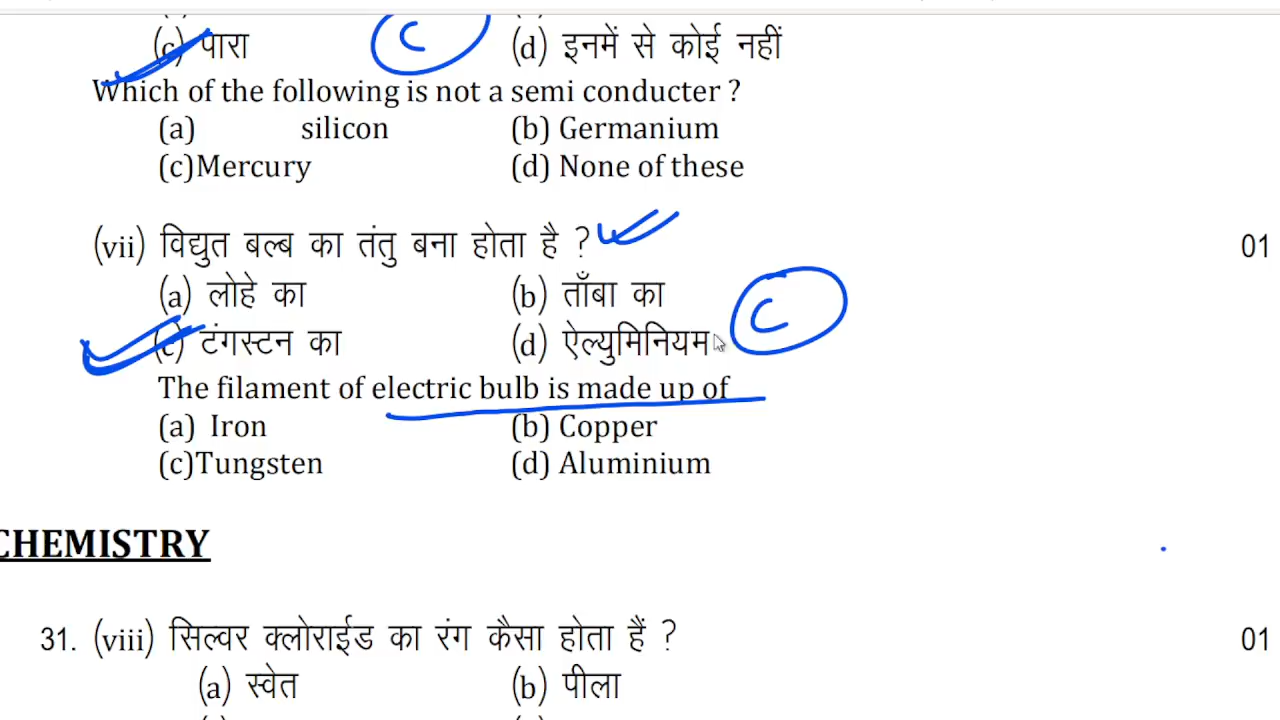 (c) पारा (d) इनमें से कोई नहीं
C
Which of the following is not a semi conducter ?
(a) silicon (b) Germanium
(c)Mercury (d) None of these
(vii) विद्युत बल्ब का तंतु बना होता है ? 01
(a) लोहे का (b) ताँबा का
C
(c) टंगस्टन का (d) ऐल्युमिनियम
The filament of electric bulb is made up of
(a) Iron (b) Copper
(c)Tungsten (d) Aluminium
CHEMISTRY
31. (viii) सिल्वर क्लोराईड का रंग कैसा होता हैं ? 01
(a) स्वेत (b) पीला